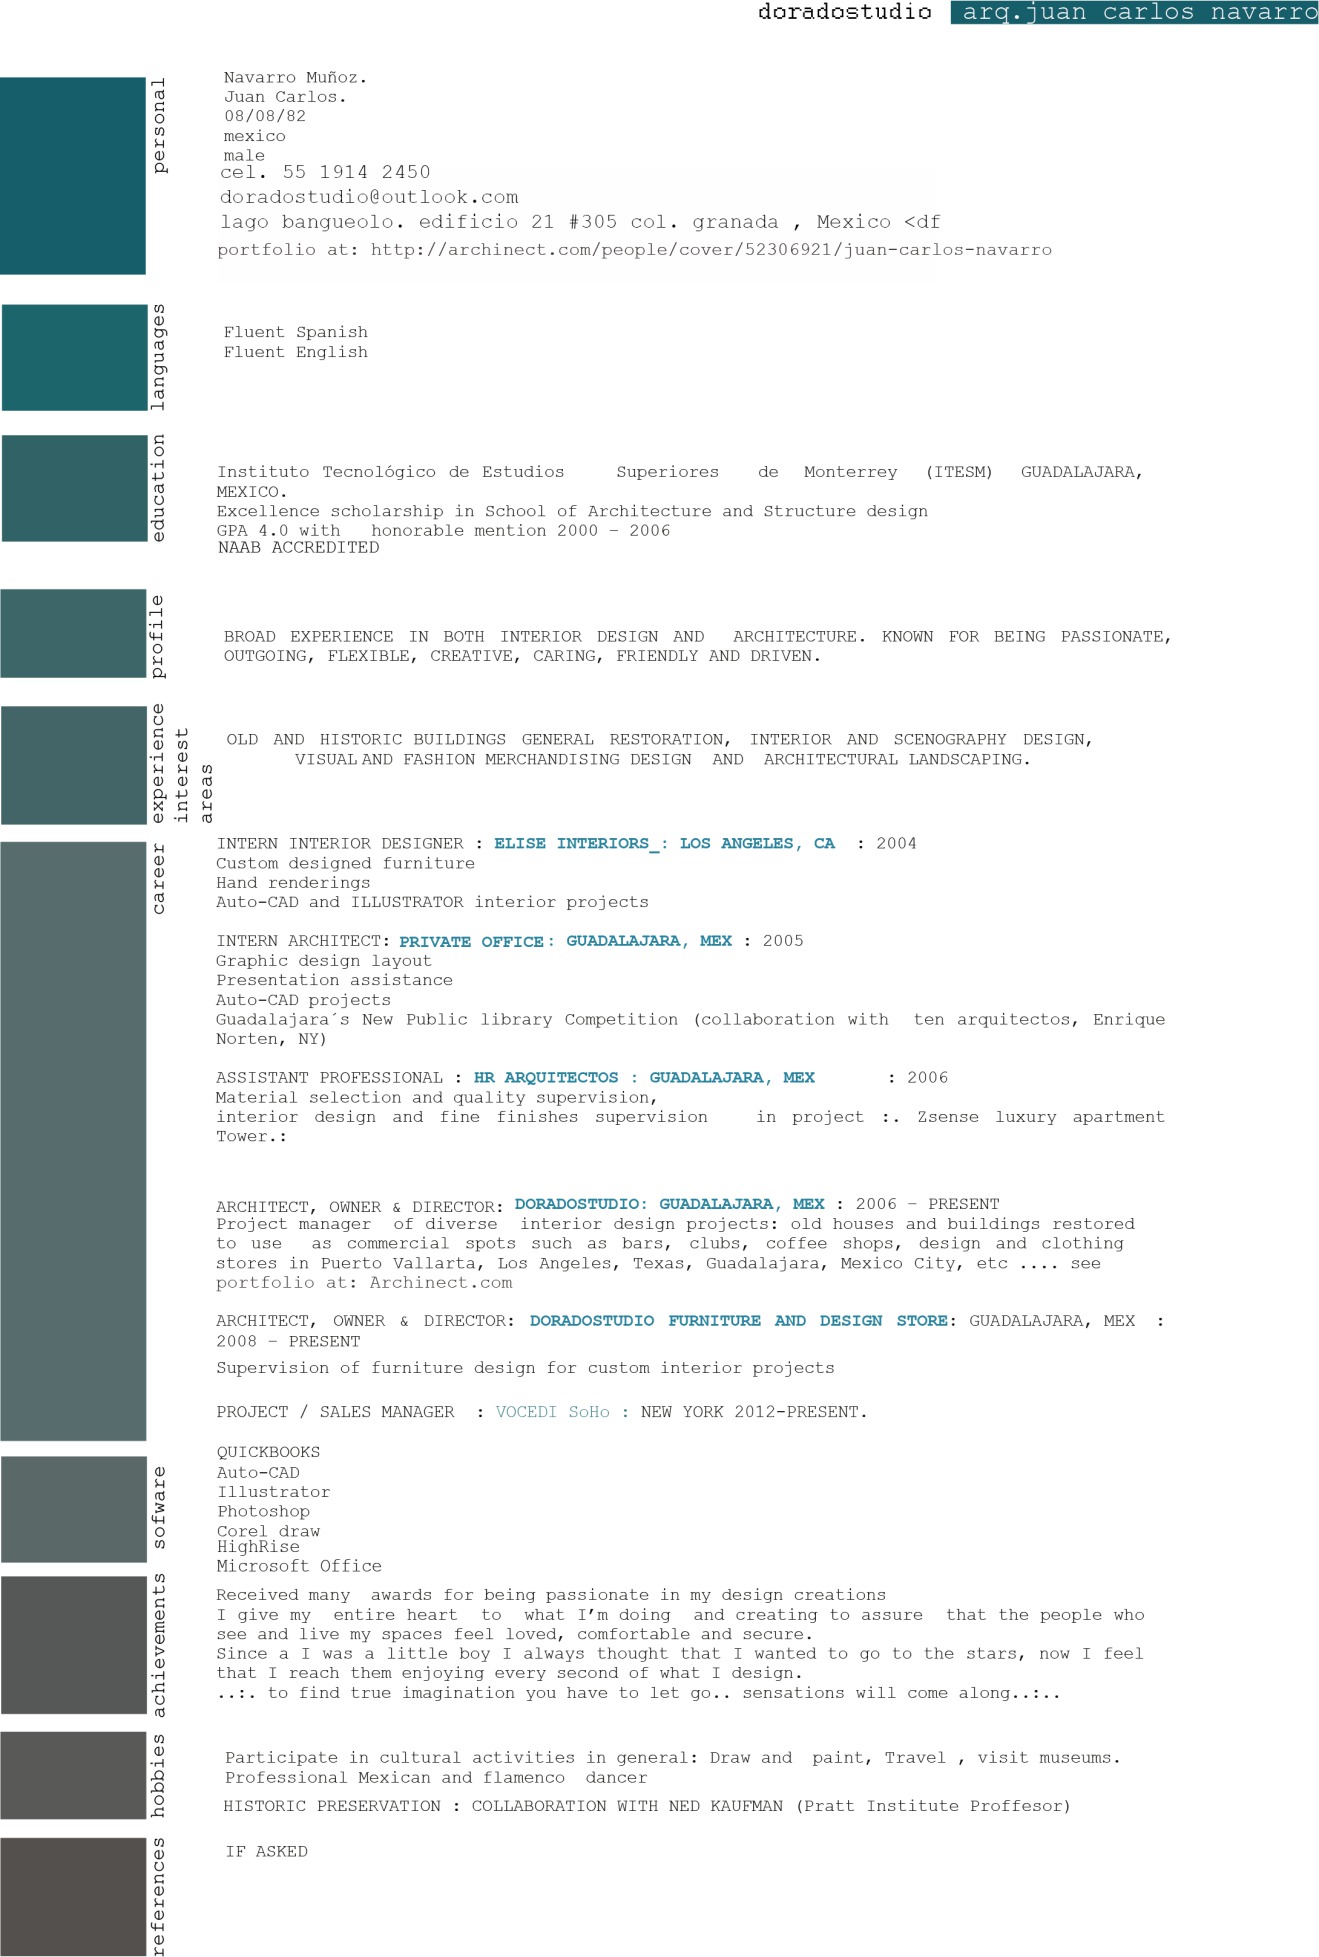 doradostudio arq.juan carlos navarro
personal
Navarro Muñoz.
Juan Carlos.
08/08/82
mexico
male
cel. 55 1914 2450
doradostudio@outlook.com
lago bangueolo. edificio 21 #305 col. granada , Mexico <df
portfolio at: http://archinect.com/people/cover/52306921/juan-carlos-navarro
languages
Fluent Spanish
Fluent English
education
Instituto Tecnológico de Estudios Superiores de Monterrey (ITESM) GUADALAJARA,
MEXICO.
Excellence scholarship in School of Architecture and Structure design
GPA 4.0 with honorable mention 2000 – 2006
NAAB ACCREDITED
profile
BROAD EXPERIENCE IN BOTH INTERIOR DESIGN AND ARCHITECTURE. KNOWN FOR BEING PASSIONATE,
OUTGOING, FLEXIBLE, CREATIVE, CARING, FRIENDLY AND DRIVEN.
experience
interest
areas
OLD AND HISTORIC BUILDINGS GENERAL RESTORATION, INTERIOR AND SCENOGRAPHY DESIGN,
VISUAL AND FASHION MERCHANDISING DESIGN AND ARCHITECTURAL LANDSCAPING.
career
INTERN INTERIOR DESIGNER : ELISE INTERIORS_: LOS ANGELES, CA : 2004
Custom designed furniture
Hand renderings
Auto-CAD and ILLUSTRATOR interior projects
INTERN ARCHITECT: PRIVATE OFFICE: GUADALAJARA, MEX : 2005
Graphic design layout
Presentation assistance
Auto-CAD projects
Guadalajara´s New Public library Competition (collaboration with ten arquitectos, Enrique
Norten, NY)
ASSISTANT PROFESSIONAL : HR ARQUITECTOS : GUADALAJARA, MEX : 2006
Material selection and quality supervision,
interior design and fine finishes supervision in project :. Zsense luxury apartment
Tower.:
ARCHITECT, OWNER & DIRECTOR: DORADOSTUDIO: GUADALAJARA, MEX : 2006 – PRESENT
Project manager of diverse interior design projects: old houses and buildings restored
to use as commercial spots such as bars, clubs, coffee shops, design and clothing
stores in Puerto Vallarta, Los Angeles, Texas, Guadalajara, Mexico City, etc .... see
portfolio at: Archinect.com
ARCHITECT, OWNER & DIRECTOR: DORADOSTUDIO FURNITURE AND DESIGN STORE: GUADALAJARA, MEX :
2008 – PRESENT
Supervision of furniture design for custom interior projects
PROJECT / SALES MANAGER : VOCEDI SoHo : NEW YORK 2012-PRESENT.
sofware
QUICKBOOKS
Auto-CAD
Illustrator
Photoshop
Corel draw
HighRise
Microsoft Office
achievements
Received many awards for being passionate in my design creations
I give my entire heart to what I'm doing and creating to assure that the people who
see and live my spaces feel loved, comfortable and secure.
Since a I was a little boy I always thought that I wanted to go to the stars, now I feel
that I reach them enjoying every second of what I design.
..:. to find true imagination you have to let go.. sensations will come along..:..
hobbies
Participate in cultural activities in general: Draw and paint, Travel , visit museums.
Professional Mexican and flamenco dancer
HISTORIC PRESERVATION : COLLABORATION WITH NED KAUFMAN (Pratt Institute Proffesor)
references
IF ASKED